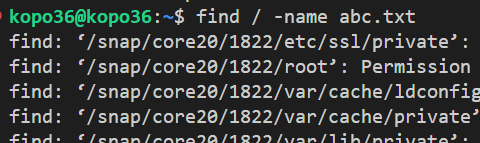 kopo36@kopo36:~$ find / -name abc.txt
find: ‘/snap/core20/1822/etc/ssl/private’:
find: ‘/snap/core20/1822/root’: Permission
find: ‘/snap/core20/1822/var/cache/ldconfig
find: ‘/snap/core20/1822/var/cache/private’
find: ‘/snap/core20/1822/var/lib/private’: